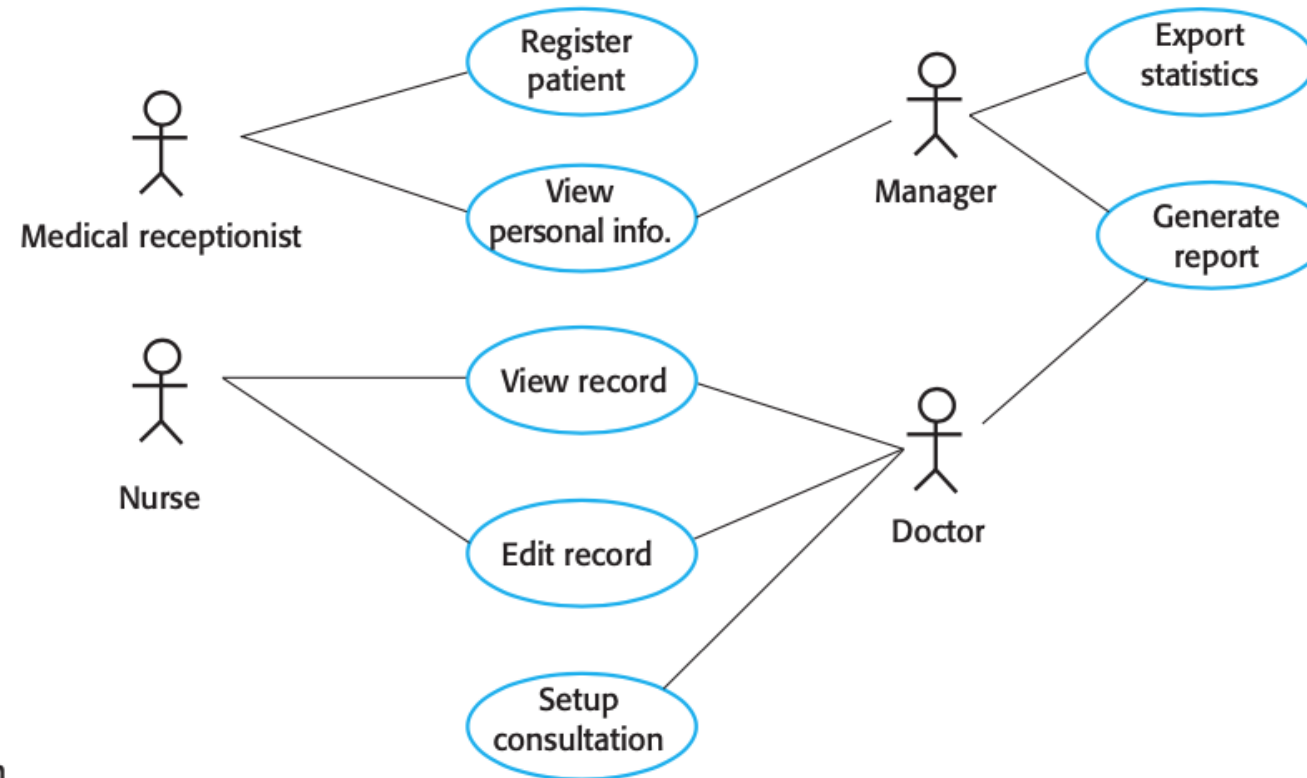 Register
patient
Export
statistics
View
personal info.
Manager
Generate
report
Medical receptionist
View record
Nurse
Edit record
Doctor
Setup
consultation